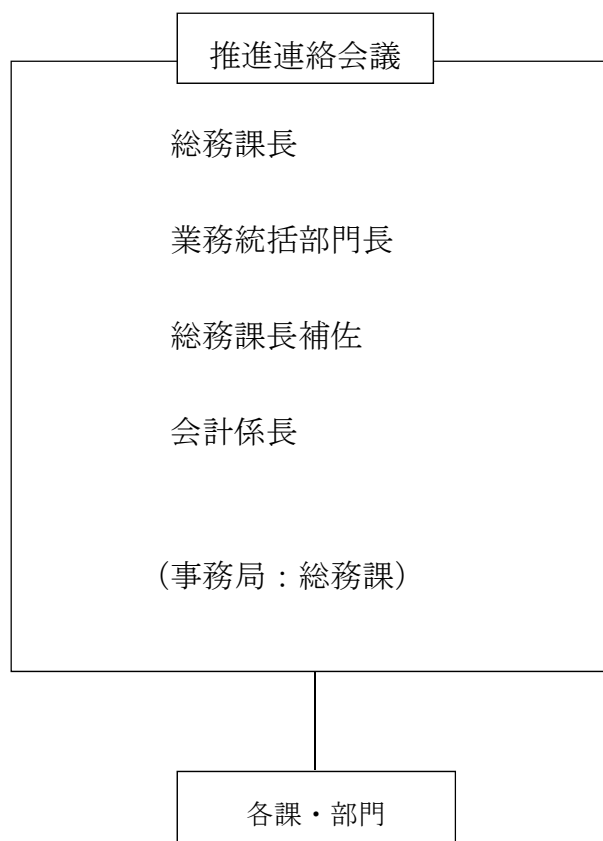 推進連絡会議
総務課長
業務統括部門長
総務課長補佐
会計係長
（事務局：総務課）
各課・部門